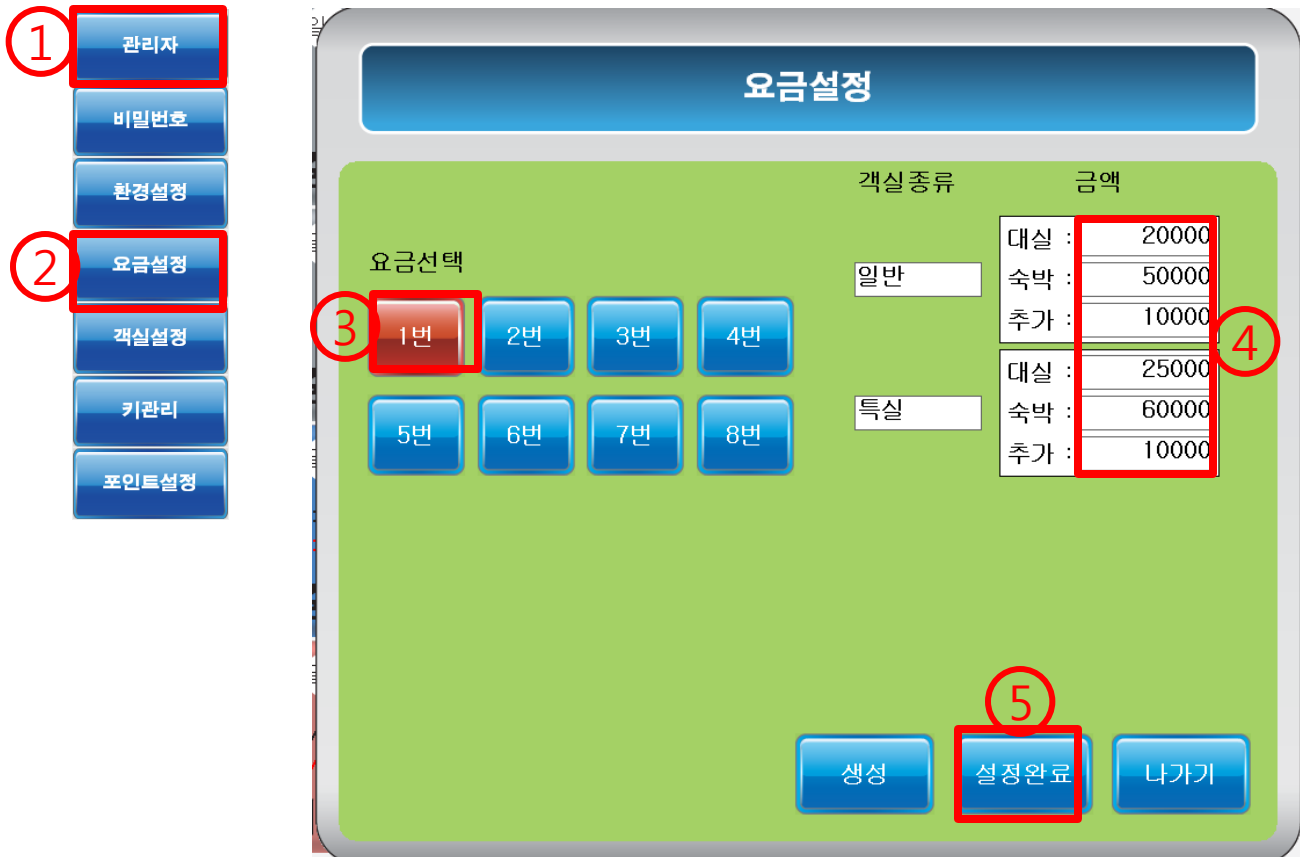 1
관리자
비밀번호
환경설정
2
요금설정
객실설정
키관리
포인트설정
요금설정
객실종류 금액
요금선택
3
1번 2번 3번 4번
5번 6번 7번 8번
일반
대실 : 20000
숙박 : 50000
추가 : 10000
4
특실
대실 : 25000
숙박 : 60000
추가 : 10000
5
생성 설정완료 나가기